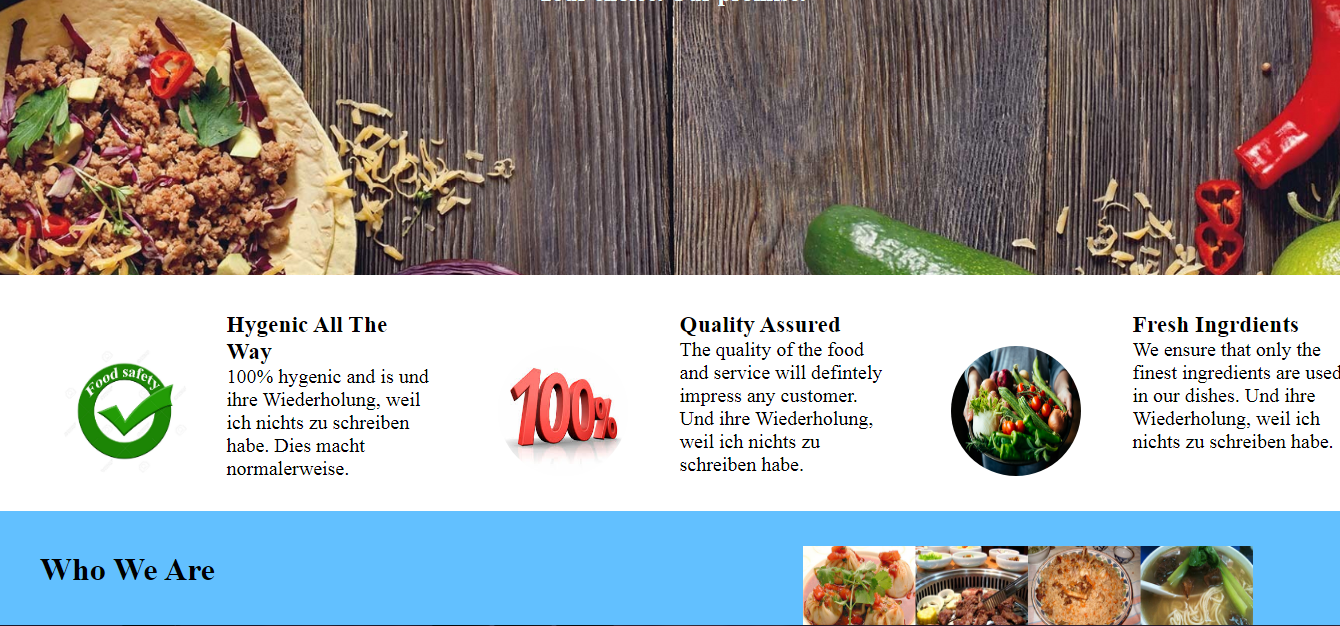 Hygenic All The
Way
100% hygenic and is und
ihre Wiederholung, weil
ich nichts zu schreiben
habe. Dies macht
normalerweise.
Food safety
Quality Assured
The quality of the food
and service will defintely
impress any customer.
Und ihre Wiederholung,
weil ich nichts zu
schreiben habe.
100%
Fresh Ingrdients
We ensure that only the
finest ingredients are used
in our dishes. Und ihre
Wiederholung, weil ich
nichts zu schreiben habe.
Who We Are